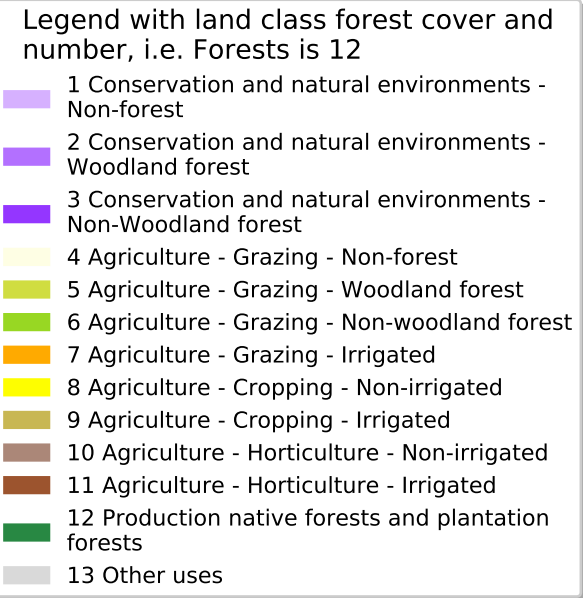 Legend with land class forest cover and
number, i.e. Forests is 12
1 Conservation and natural environments -
Non-forest
2 Conservation and natural environments -
Woodland forest
3 Conservation and natural environments -
Non-Woodland forest
4 Agriculture - Grazing - Non-forest
5 Agriculture - Grazing - Woodland forest
6 Agriculture - Grazing - Non-woodland forest
7 Agriculture - Grazing - Irrigated
8 Agriculture - Cropping - Non-irrigated
9 Agriculture - Cropping - Irrigated
10 Agriculture - Horticulture - Non-irrigated
11 Agriculture - Horticulture - Irrigated
12 Production native forests and plantation
forests
13 Other uses